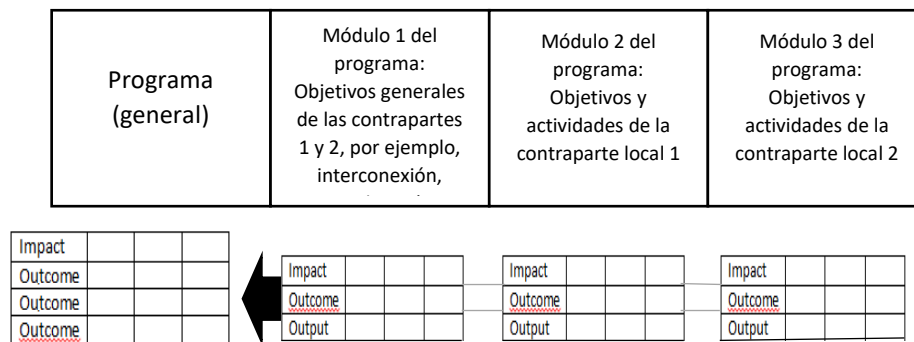 Programa
(general)
Módulo 1 del
programa:
Objetivos generales
de las contrapartes
1 y 2, por ejemplo,
interconexión,
Módulo 2 del
programa:
Objetivos y
actividades de la
contraparte local 1
Módulo 3 del
programa:
Objetivos y
actividades de la
contraparte local 2
Impact
Outcome
Outcome
Outcome
Impact
Outcome
Output
Impact
Outcome
Output
Impact
Outcome
Output